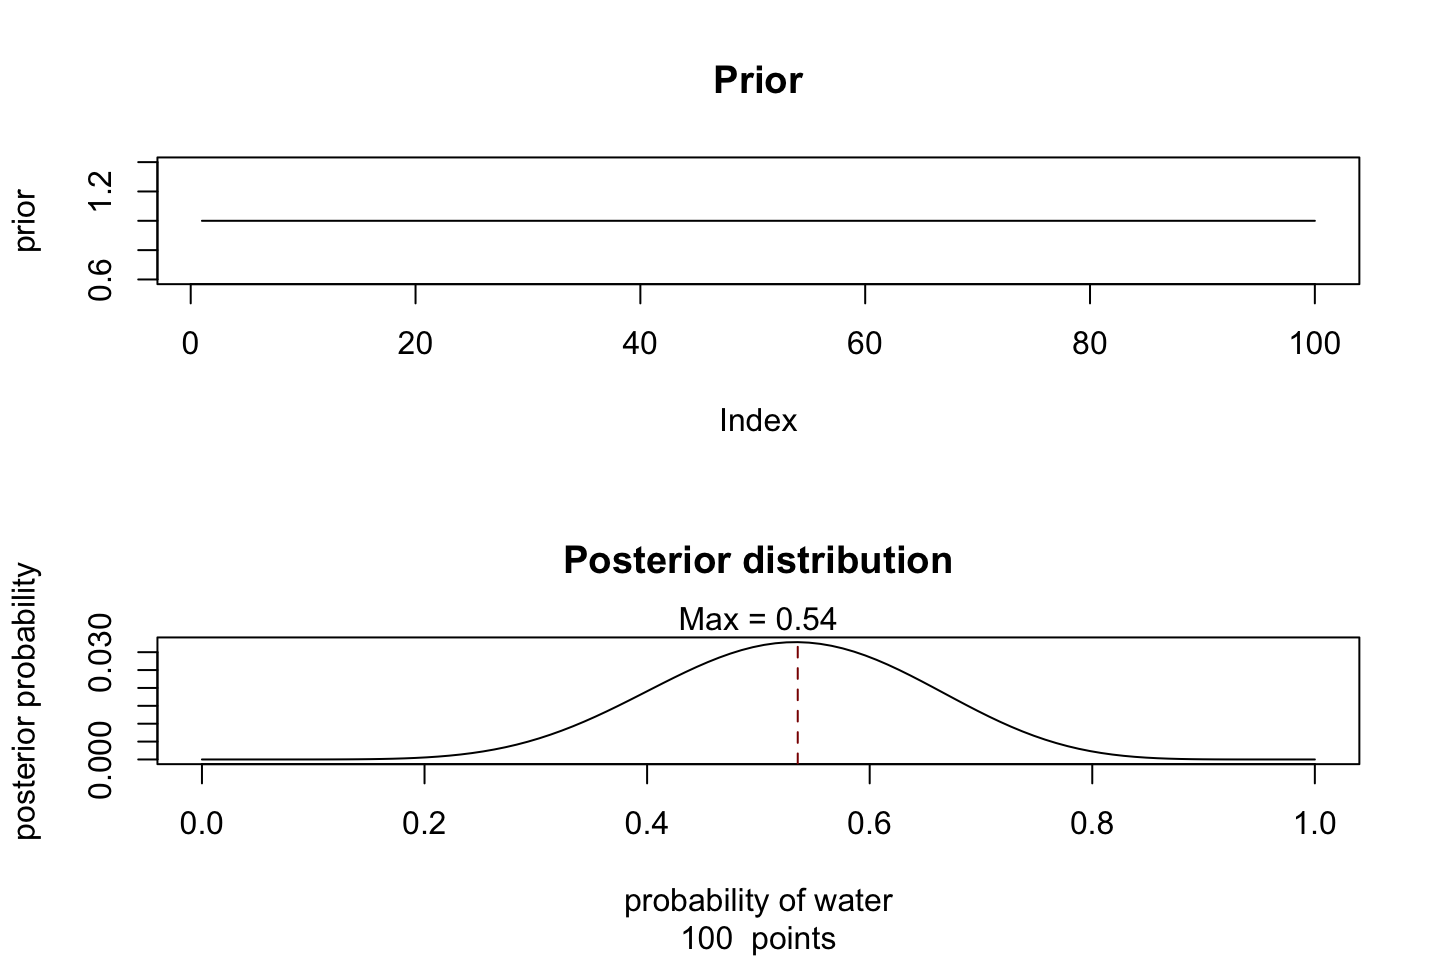 Prior
prior
1.2
0.6
0 20 40 60 80 100
Index
Posterior distribution
Max = 0.54
posterior probability
0.030
0.000
0.0 0.2 0.4 0.6 0.8 1.0
probability of water
100 points